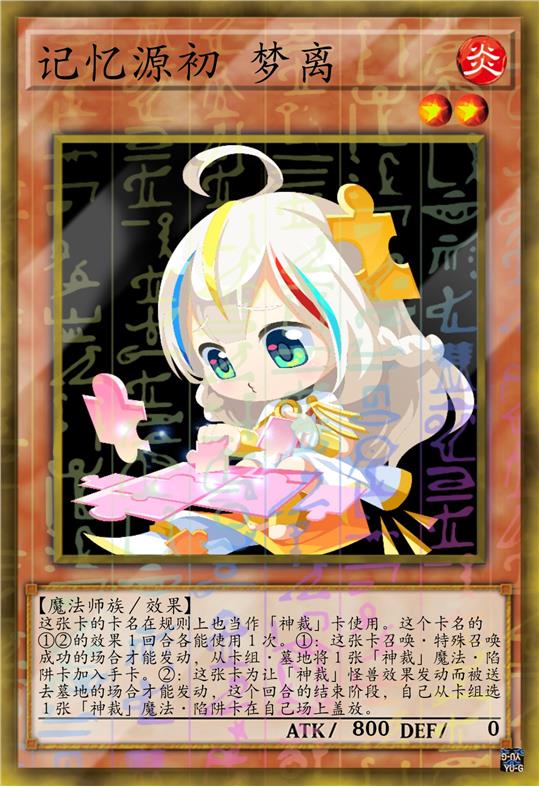 记忆源初 梦离
炎
【魔法师族／效果】
这张卡的卡名在规则上也当作「神裁」卡使用。这个卡名的
①②的效果1回合各能使用1次。①：这张卡召唤·特殊召唤
成功的场合才能发动，从卡组·墓地将1张「神裁」魔法·陷
阱卡加入手卡。②：这张卡为让「神裁」怪兽效果发动而被送
去墓地的场合才能发动，这个回合的结束阶段，自己从卡组选
1张「神裁」魔法·陷阱卡在自己场上盖放。
ATK/ 800 DEF/ 0
YU-G